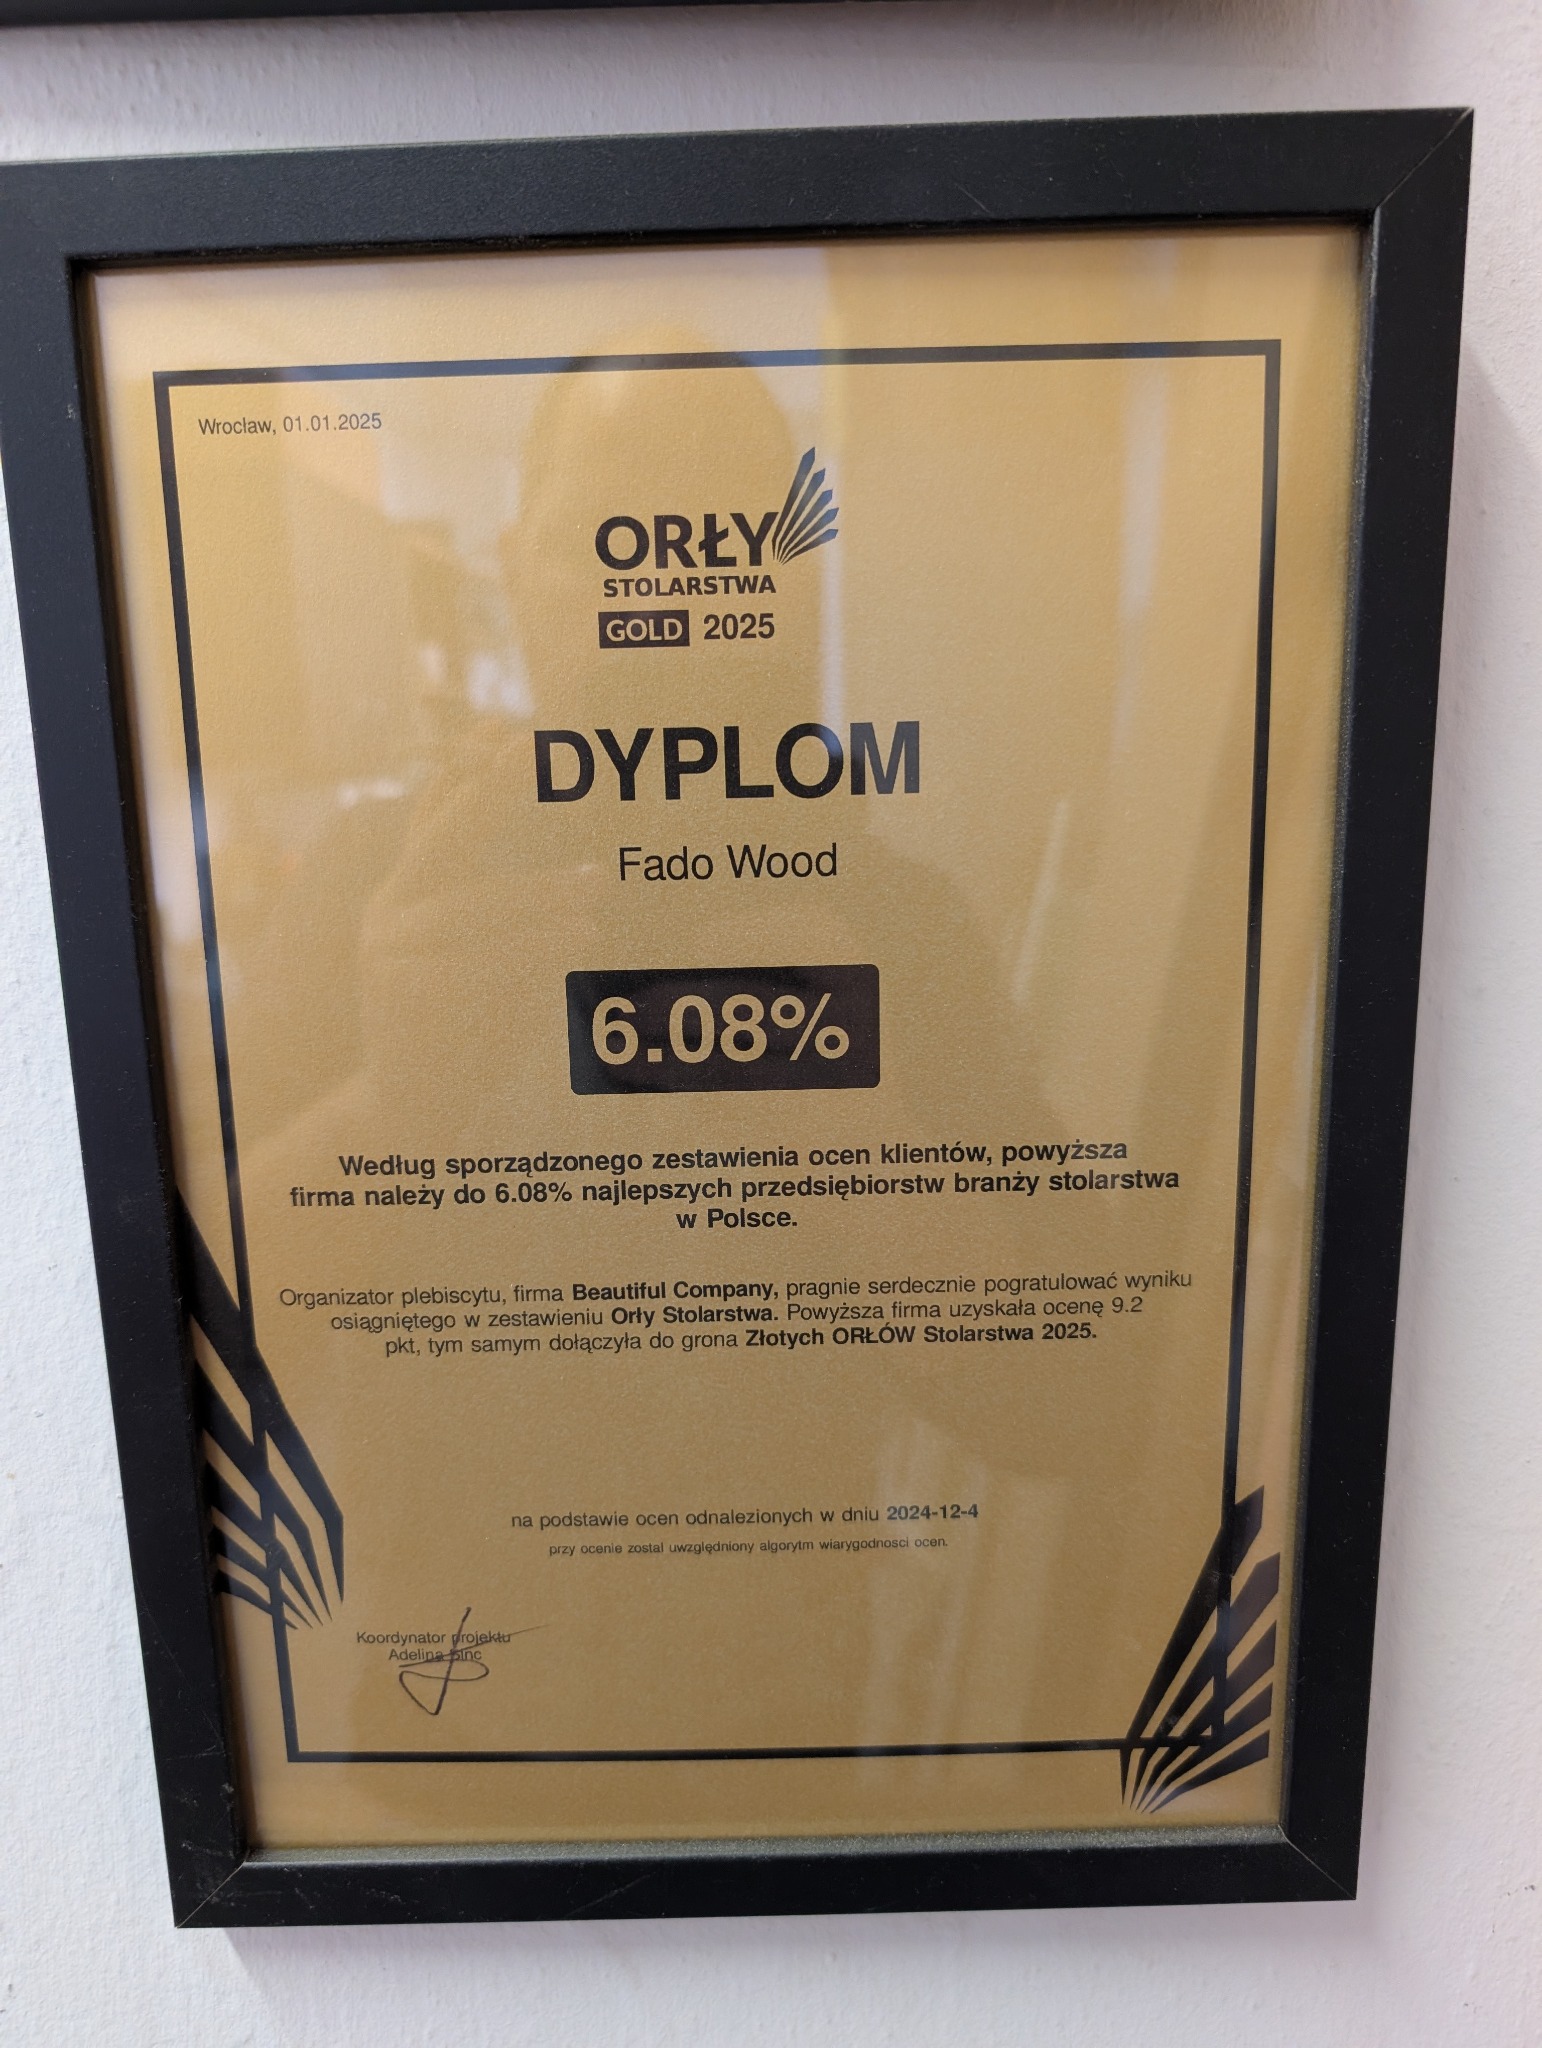 Wrocław, 01.01.2025
ORŁY
STOLARSTWA
GOLD 2025
DYPLOM
Fado Wood
6.08%
Według sporządzonego zestawienia ocen klientów, powyższa
firma należy do 6.08% najlepszych przedsiębiorstw branży stolarstwa
w Polsce.
Organizator plebiscytu, firma Beautiful Company, pragnie serdecznie pogratulować wyniku
osiągniętego w zestawieniu Orły Stolarstwa. Powyższa firma uzyskała ocenę 9.2
pkt, tym samym dołączyła do grona Złotych ORŁÓW Stolarstwa 2025.
na podstawie ocen odnalezionych w dniu 2024-12-4
przy ocenie został uwzględniony algorytm wiarygodności ocen.
Koordynator projektu
Adelina